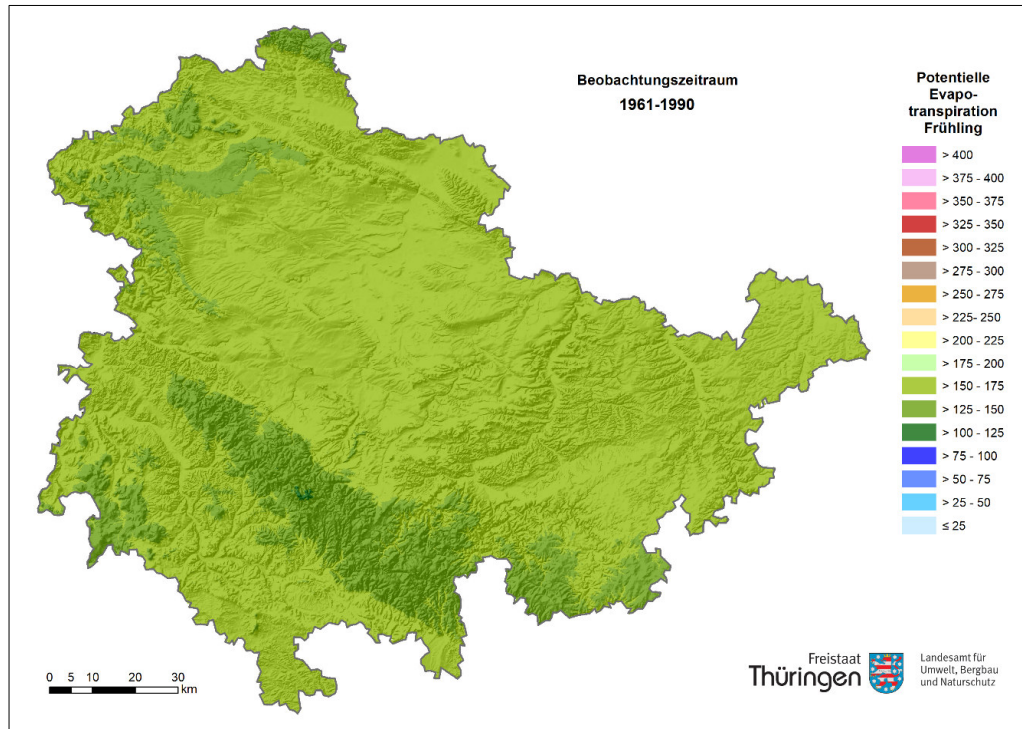 Beobachtungszeitraum
1961-1990
Potentielle
Evapo-
transpiration
Frühling
> 400
> 375 - 400
> 350 - 375
> 325 - 350
> 300 - 325
> 275 - 300
> 250 - 275
> 225- 250
> 200 - 225
> 175 - 200
> 150 - 175
> 125 - 150
> 100 - 125
> 75 - 100
> 50 - 75
> 25 - 50
≤ 25
0 5 10 20 30
km
Freistaat
Thüringen
Landesamt für
Umwelt, Bergbau
und Naturschutz